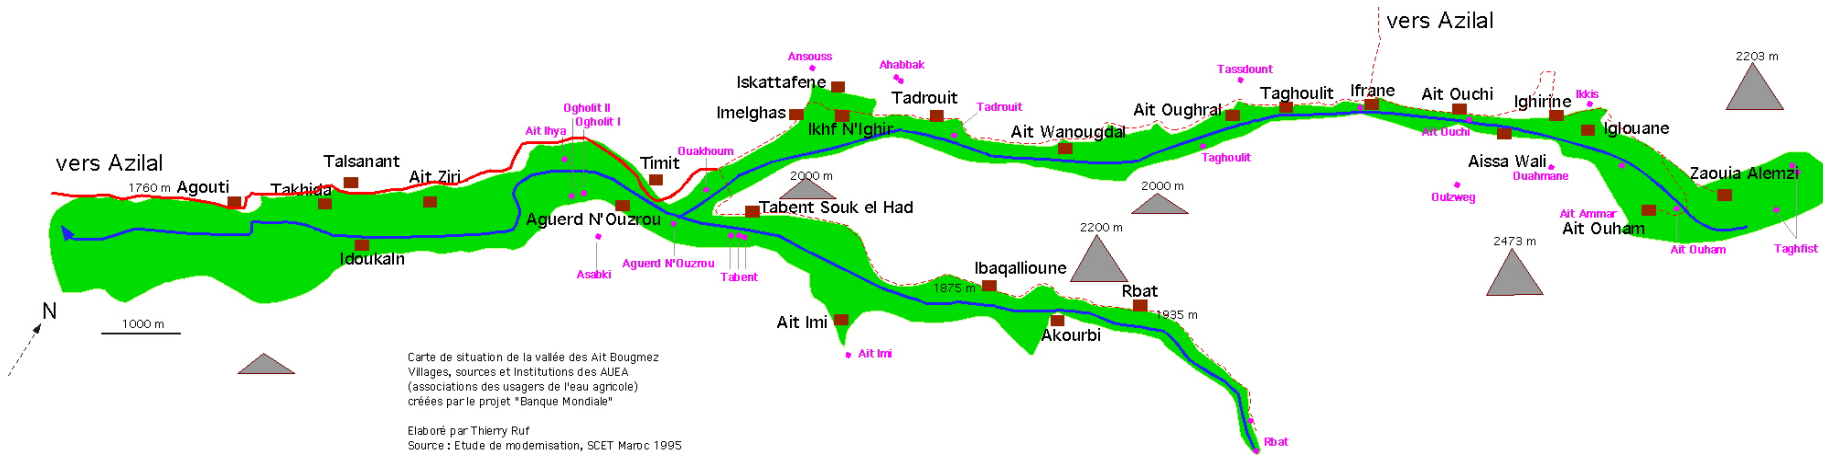 vers Azilal
2203 m
Ansouss
Ahabbak
Iskattafene
Tassdount
Imelghas
Tadrouit
Taghoulit
Ifrane
Ait Ouchi
Ighirine
Ikkis
Ogholit II
Ogholit I
Ait Ihya
Ikhf N'Ighir
Tadrouit
Ait Oughral
Ait Ouchi
Iglouane
Ait Wanougdal
vers Azilal
Talsanant
Timit
Ouakhoum
Taghoulit
Aissa Wali
Ouahmane
Zaouia Alemzi
1760 m
Agouti
Takhida
Ait Ziri
2000 m
2000 m
Oulzweg
Aguerd N'Ouzrou
Tabent Souk el Had
Ait Ammar
Ait Ouham
2200 m
2473 m
Ait Ouham
Taghfist
Idoukaln
Asabki
Aguerd N'Ouzrou
Tabent
Ibaqallioune
1875 m
Rbat
1935 m
N
1000 m
Ait Imi
Akourbi
Ait Imi
Carte de situation de la vallée des Ait Bougmez
Villages, sources et Institutions des AUEA
(associations des usagers de l'eau agricole)
créées par le projet "Banque Mondiale"
Elaboré par Thierry Ruf
Source : Etude de modernisation, SCET Maroc 1995
Rbat